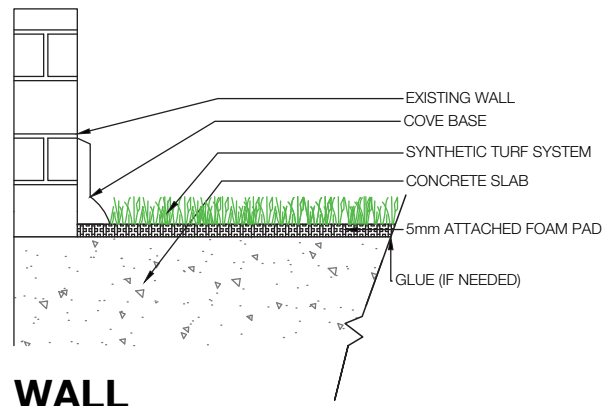 EXISTING WALL
COVE BASE
SYNTHETIC TURF SYSTEM
CONCRETE SLAB
5mm ATTACHED FOAM PAD
GLUE (IF NEEDED)
WALL